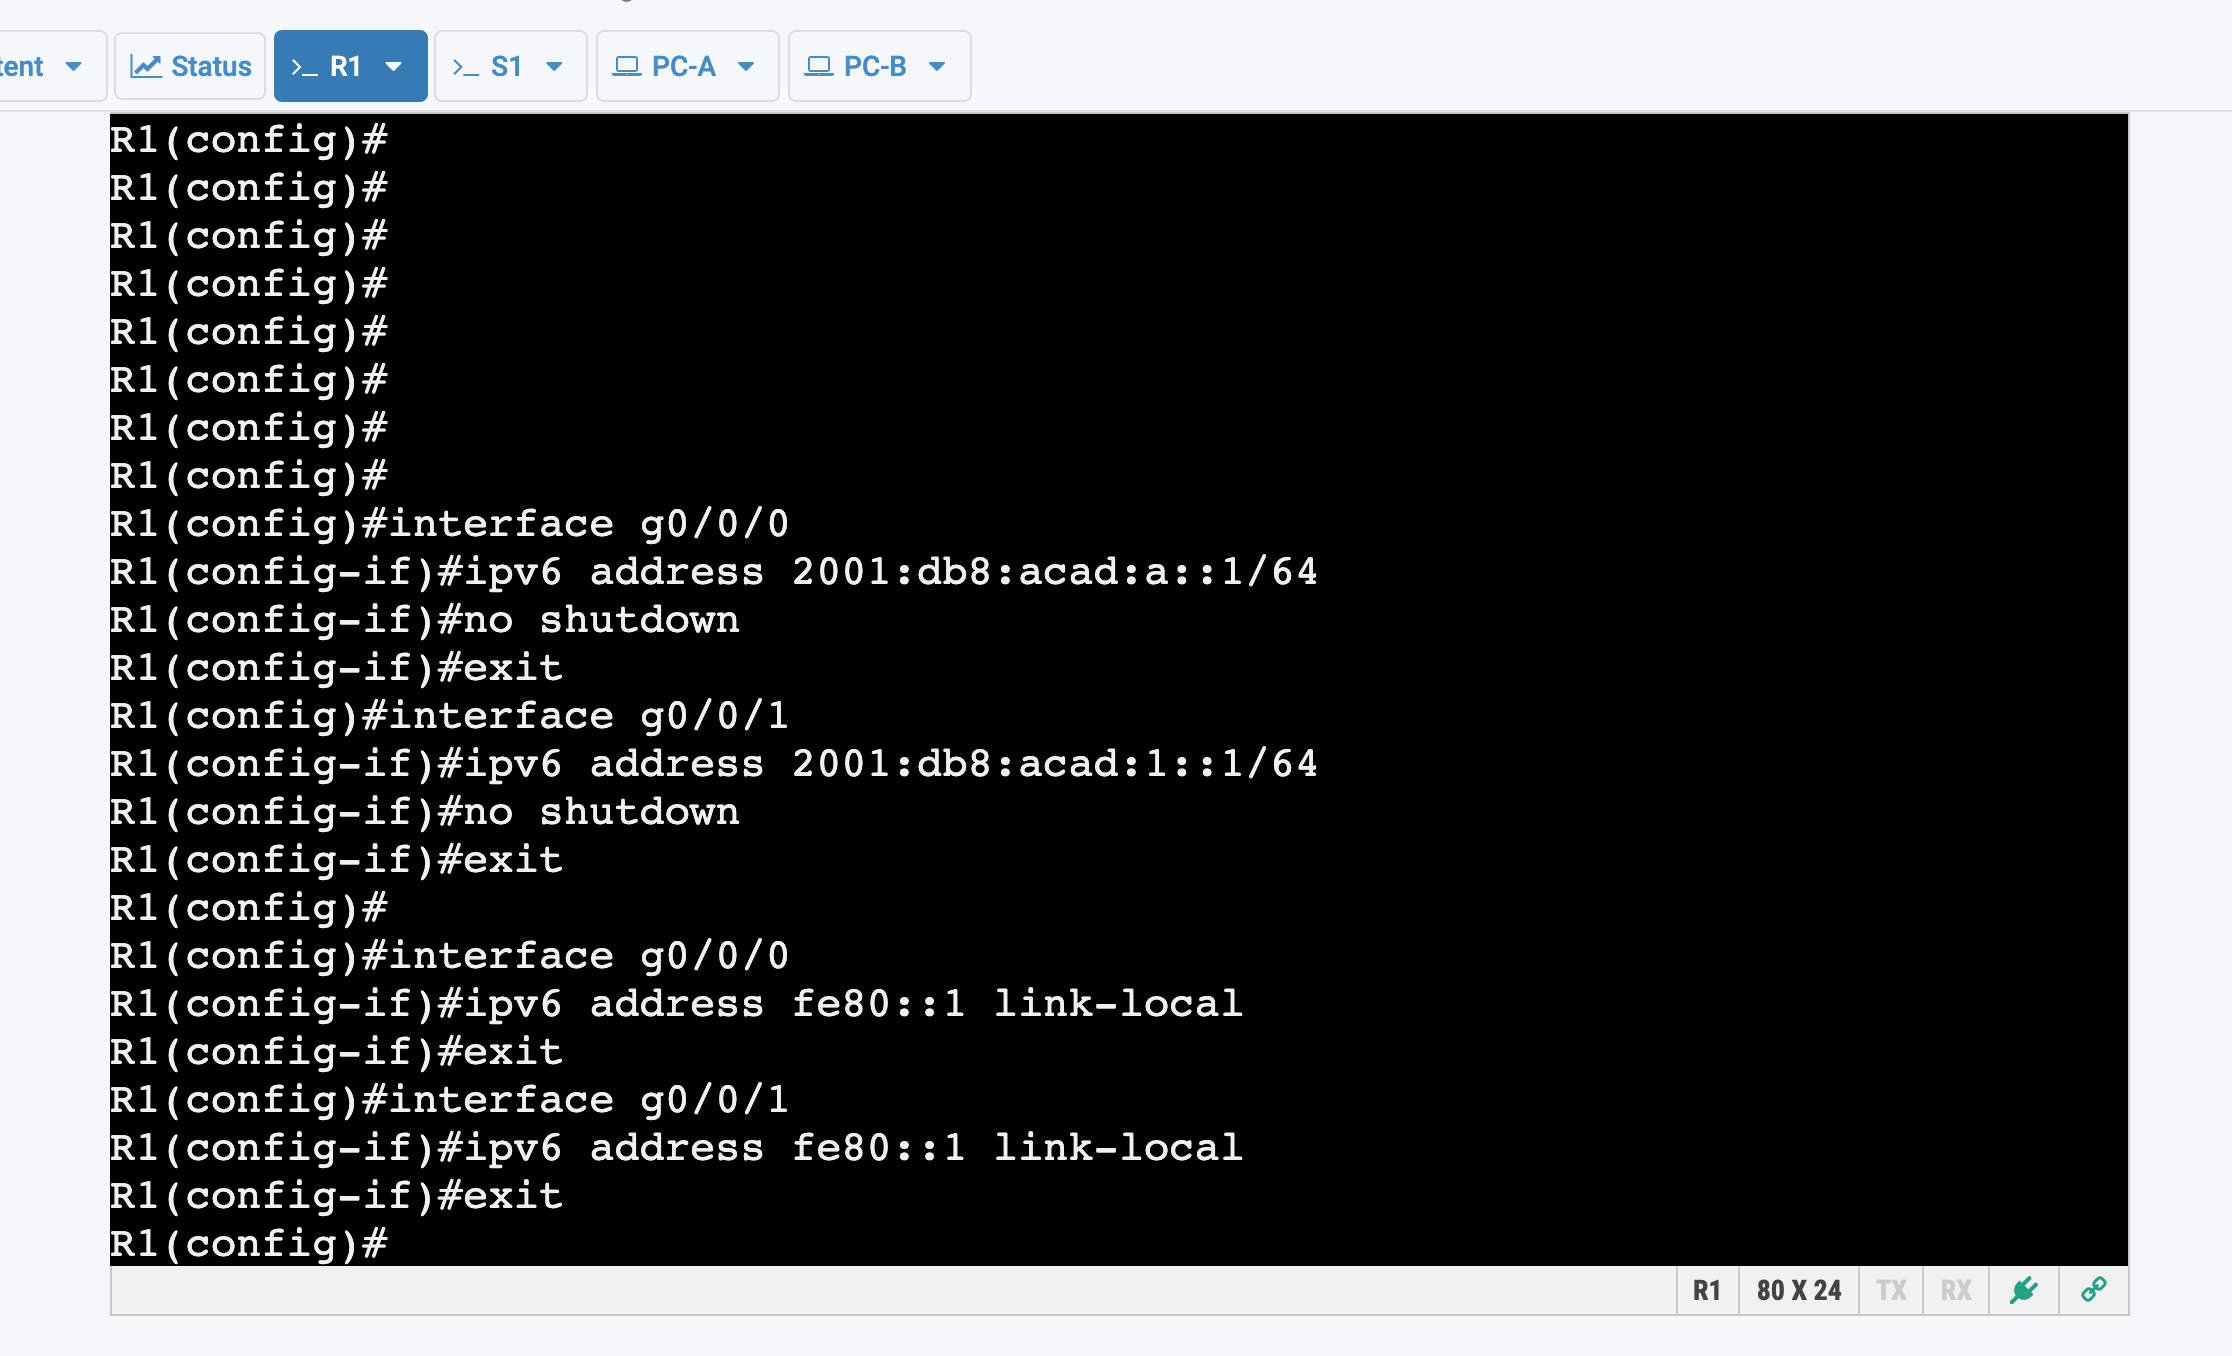 tent
Status
>_ R1
>_ S1
PC-A
PC-B
R1(config)#
R1(config)#
R1(config)#
R1(config)#
R1(config)#
R1(config)#
R1(config)#
R1(config)#
R1(config)#interface g0/0/0
R1(config-if)#ipv6 address 2001:db8:acad:a::1/64
R1(config-if)#no shutdown
R1(config-if)#exit
R1(config)#interface g0/0/1
R1(config-if)#ipv6 address 2001:db8:acad:1::1/64
R1(config-if)#no shutdown
R1(config-if)#exit
R1(config)#
R1(config)#interface g0/0/0
R1(config-if)#ipv6 address fe80::1 link-local
R1(config-if)#exit
R1(config)#interface g0/0/1
R1(config-if)#ipv6 address fe80::1 link-local
R1(config-if)#exit
R1(config)#
R1
80 X 24
TX
RX